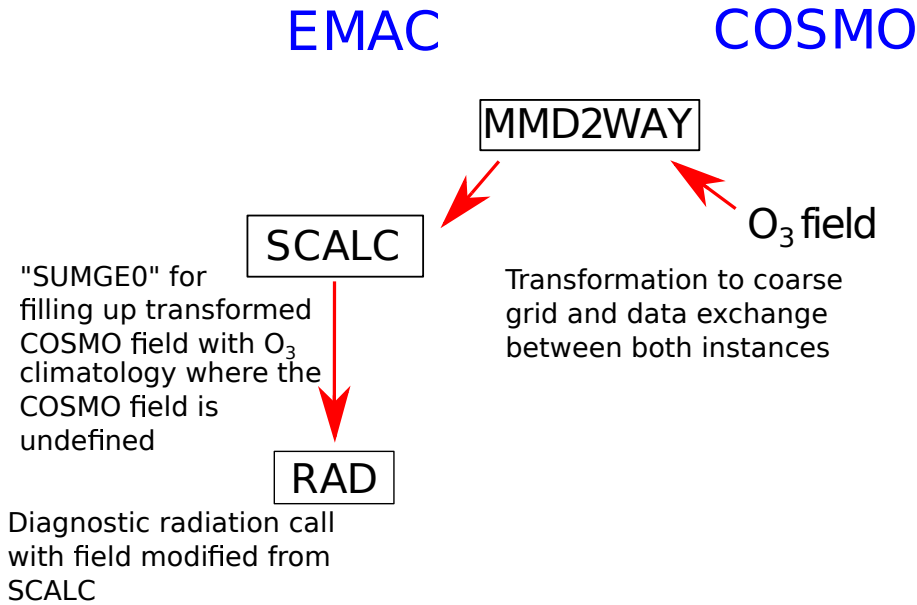 EMAC
COSMO
MMD2WAY
O₃ field
SCALC
Transformation to coarse
grid and data exchange
between both instances
"SUMGE0" for
filling up transformed
COSMO field with O₃
climatology where the
COSMO field is
undefined
RAD
Diagnostic radiation call
with field modified from
SCALC